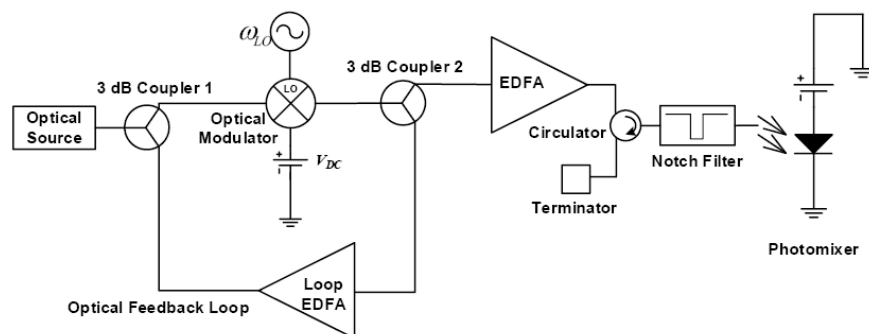 ω_LO
3 dB Coupler 1
3 dB Coupler 2
LO
EDFA
Optical
Source
Optical
Modulator
+
-
V_DC
Circulator
Notch Filter
Terminator
+
-
Photomixer
Loop
EDFA
Optical Feedback Loop